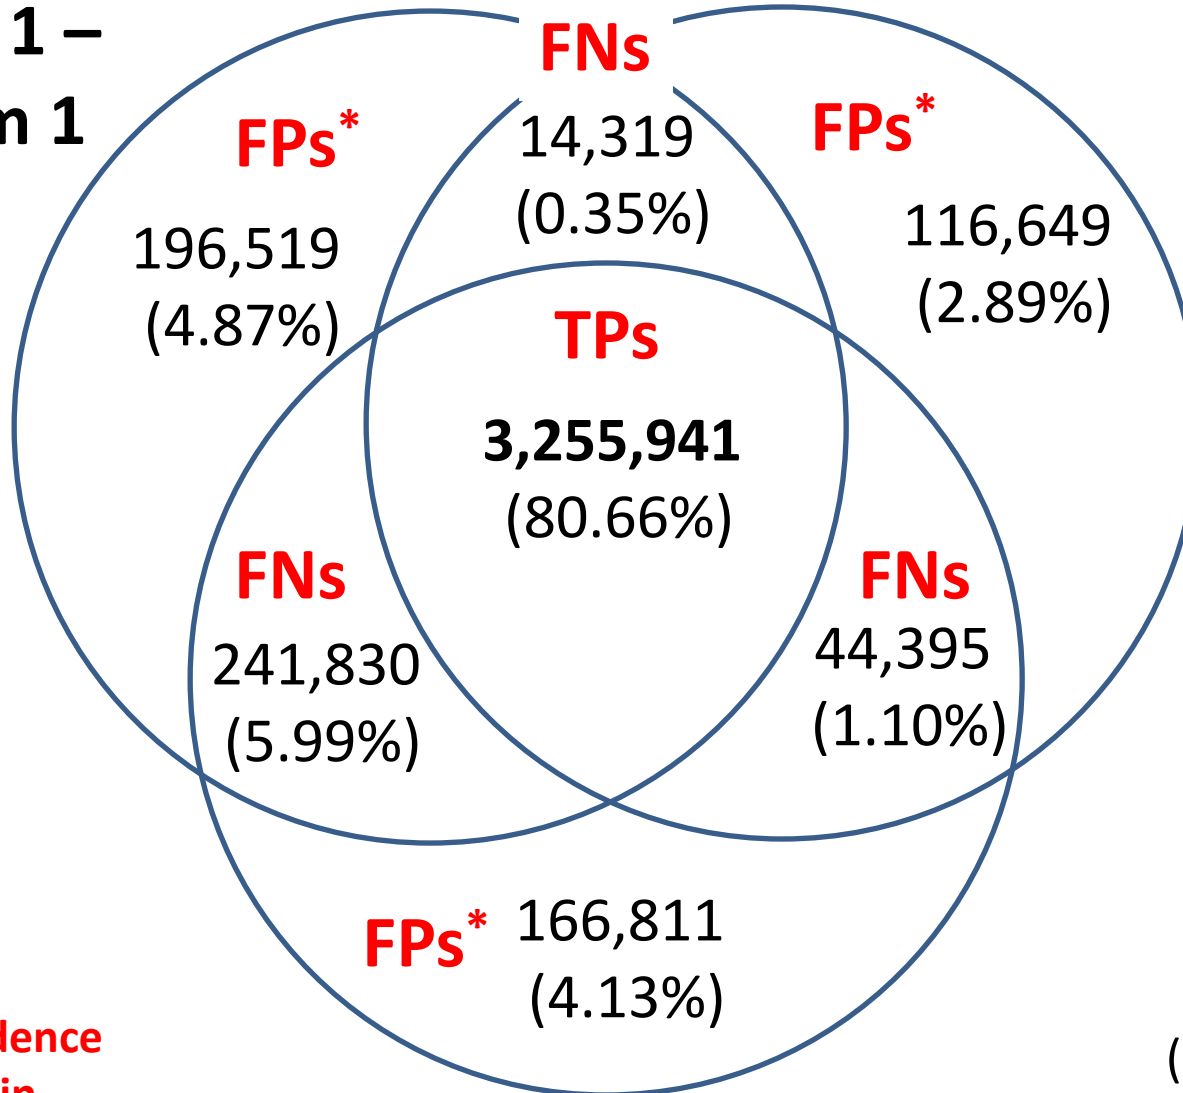 1 –
m 1
FNs
14,319
(0.35%)
FPs*
196,519
(4.87%)
FPs*
116,649
(2.89%)
TPs
3,255,941
(80.66%)
FNs
241,830
(5.99%)
FNs
44,395
(1.10%)
FPs*
166,811
(4.13%)
dence
in
(